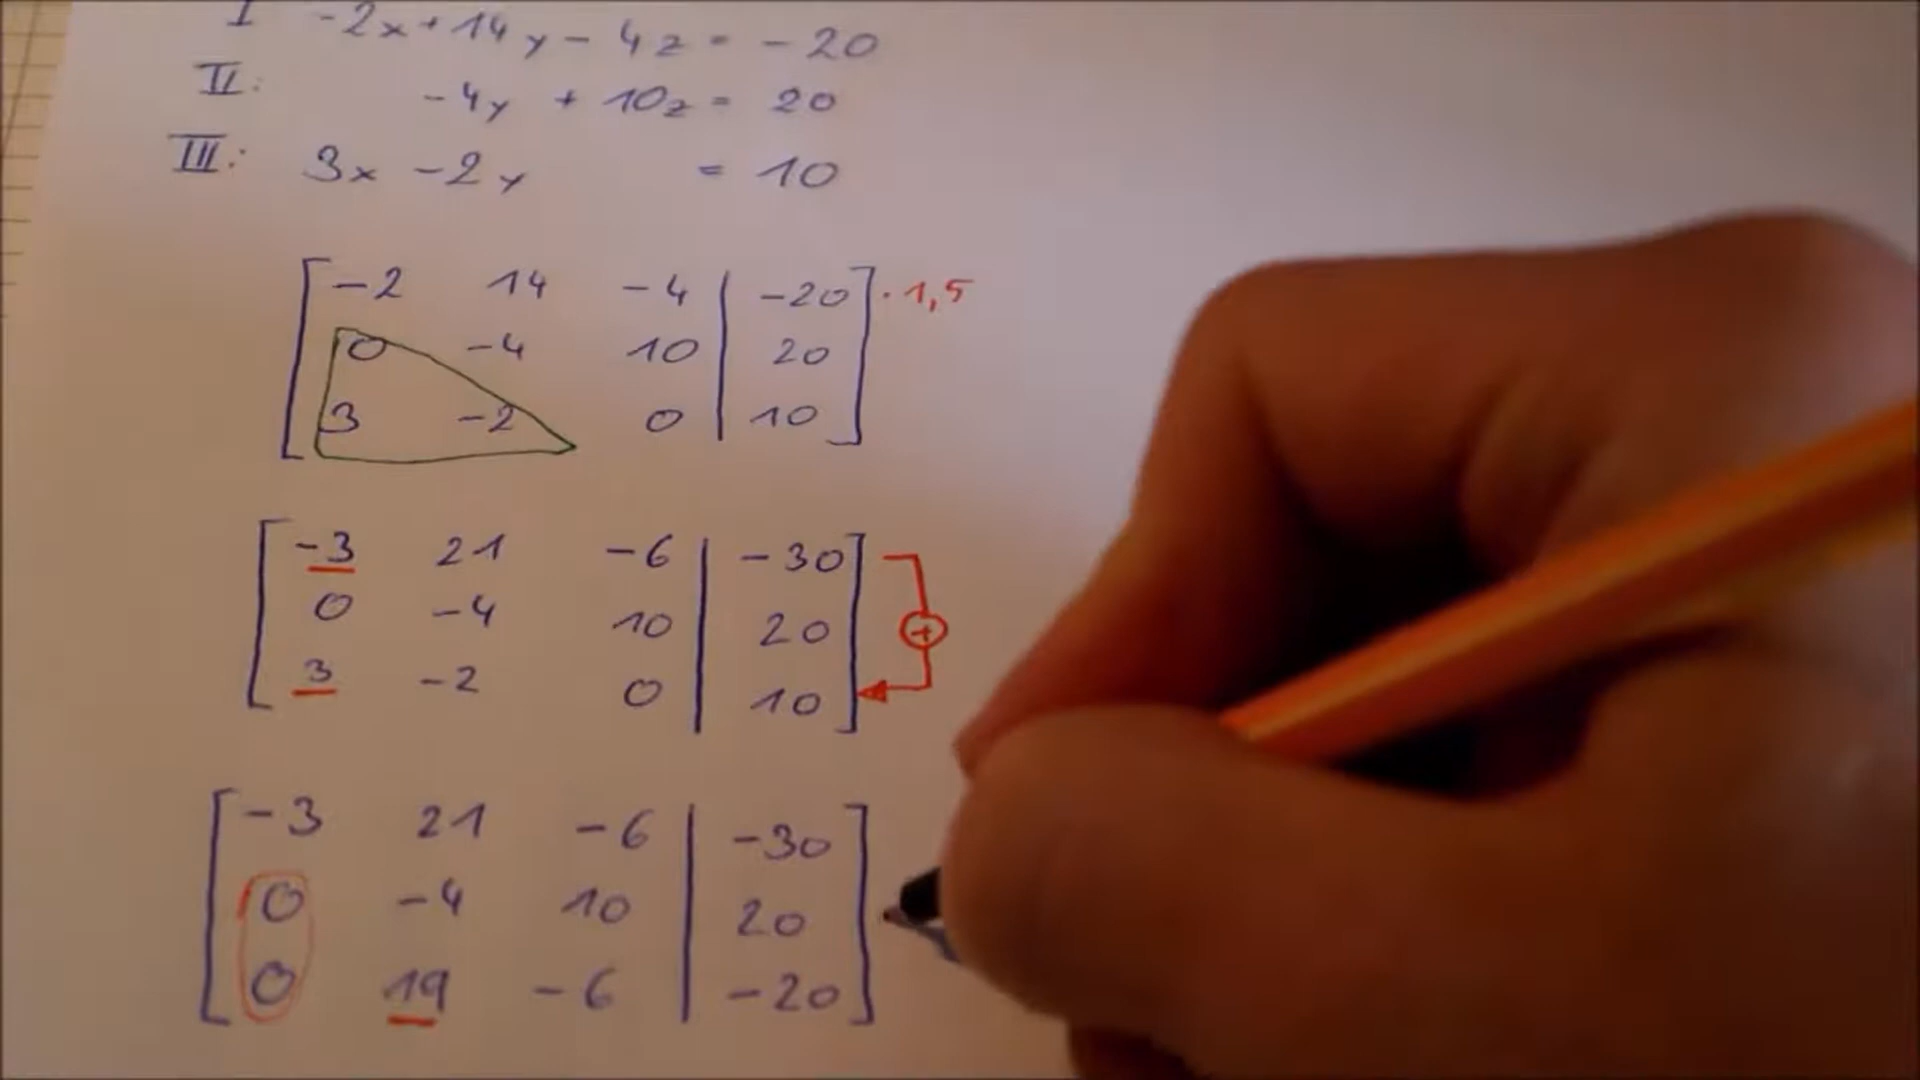 I -2x+14y-4z=-20
II: -4y+10z=20
III: 3x-2y=10
-2 14 -4 | -20 ·1,5
0 -4 10 | 20
3 -2 0 | 10
-3 21 -6 | -30
0 -4 10 | 20 +
3 -2 0 | 10
-3 21 -6 | -30
0 -4 10 | 20
0 19 -6 | -20